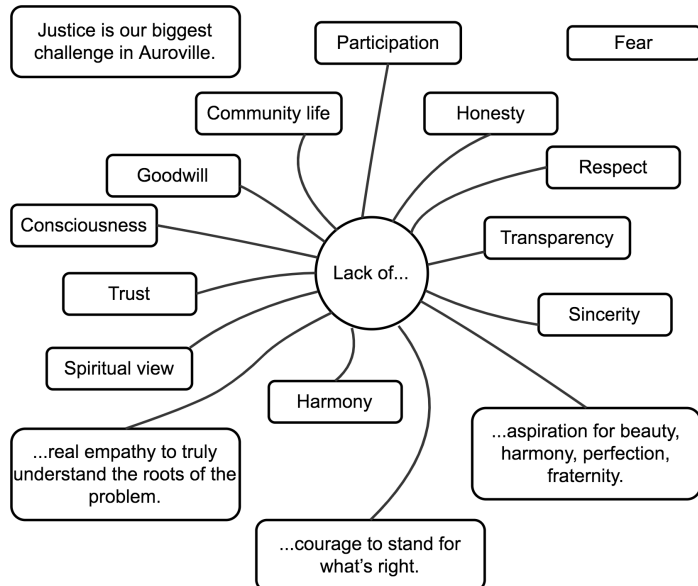 Justice is our biggest
challenge in Auroville.
Participation
Fear
Community life
Honesty
Goodwill
Respect
Consciousness
Transparency
Trust
Lack of...
Sincerity
Spiritual view
Harmony
...real empathy to truly
understand the roots of the
problem.
...aspiration for beauty,
harmony, perfection,
fraternity.
...courage to stand for
what's right.